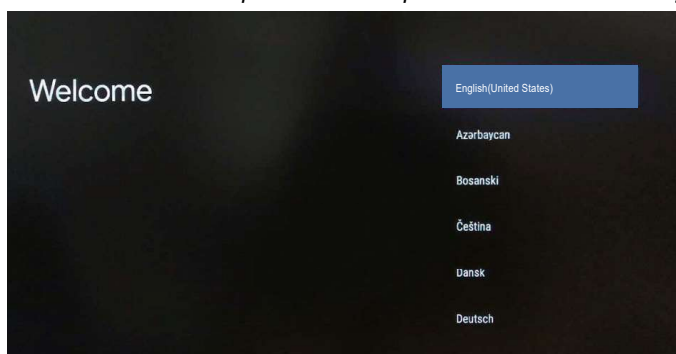 Welcome
English(United States)
Azərbaycan
Bosanski
Čeština
Dansk
Deutsch